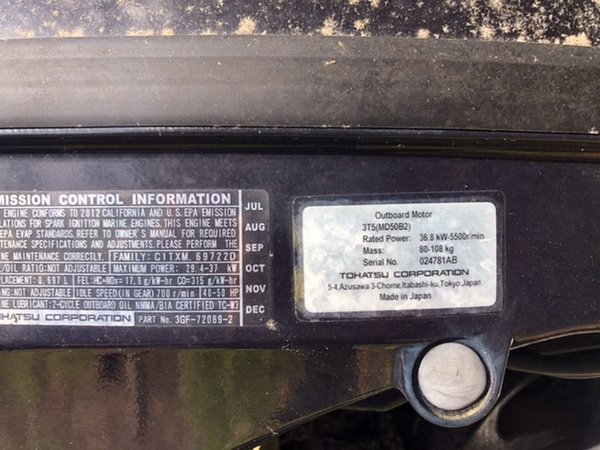 MISSION CONTROL INFORMATION
ENGINE CONFORMS TO 2012 CALIFORNIA AND U.S.EPA EMISSION
LATIONS FOR SPARK IGNITION MARINE ENGINES.THIS ENGINE MEETS
EPA EVAP STANDARDS.REFER TO OWNER'S MANUAL FOR REQUIRED
TENANCE SPECIFICATIONS AND ADJUSTMENTS.PLEASE PERFORM THE
NE MAINTENANCE CORRECTLY. FAMILY: C1TXM.69722D
/OIL RATIO:NOT ADJUSTABLE MAXIMUM POWER: 29.4-37 kW
LACEMENT: 0.697 L FEL:HC+NOx= 17.6 g/kW-hr CO=315 g/kW-hr
ING:NOT ADJUSTABLE IDLE SPEED(IN GEAR) 700 r/min 40-50 HP
NE LUBRICANT:2-CYCLE OUTBOARD OIL NMMA/BIA CERTIFIED TC-W3
TOHATSU CORPORATION PART NO. 3GF-72089-2
JUL
AUG
SEP
OCT
NOV
DEC
Outboard Motor
3T5(MD50B2)
Rated Power: 36.8 kW-5500r/min
Mass: 80-108 kg
Serial No. 024781AB
TOHATSU CORPORATION
5-4,Azusawa 3-Chome,Itabashi-ku.Tokyo,Japan
Made in Japan